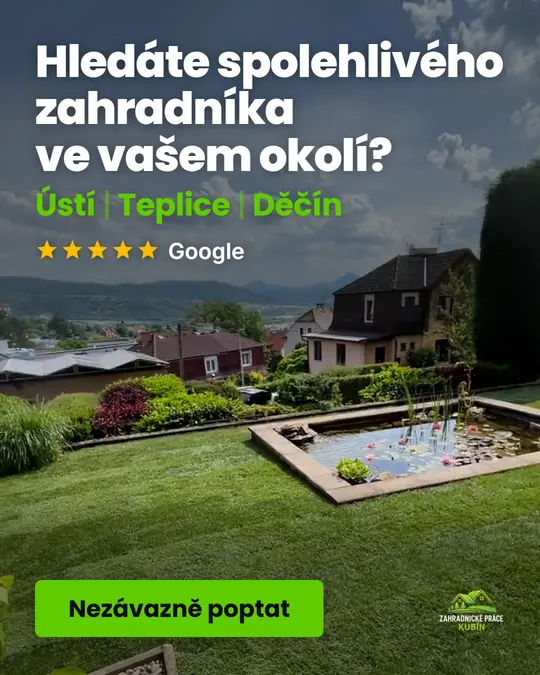 Hledáte spolehlivého
zahradníka
ve vašem okolí?
Ústí | Teplice | Děčín
Google
Nezávazně poptat
ZAHRADNICKÉ PRÁCE
KUBÍN